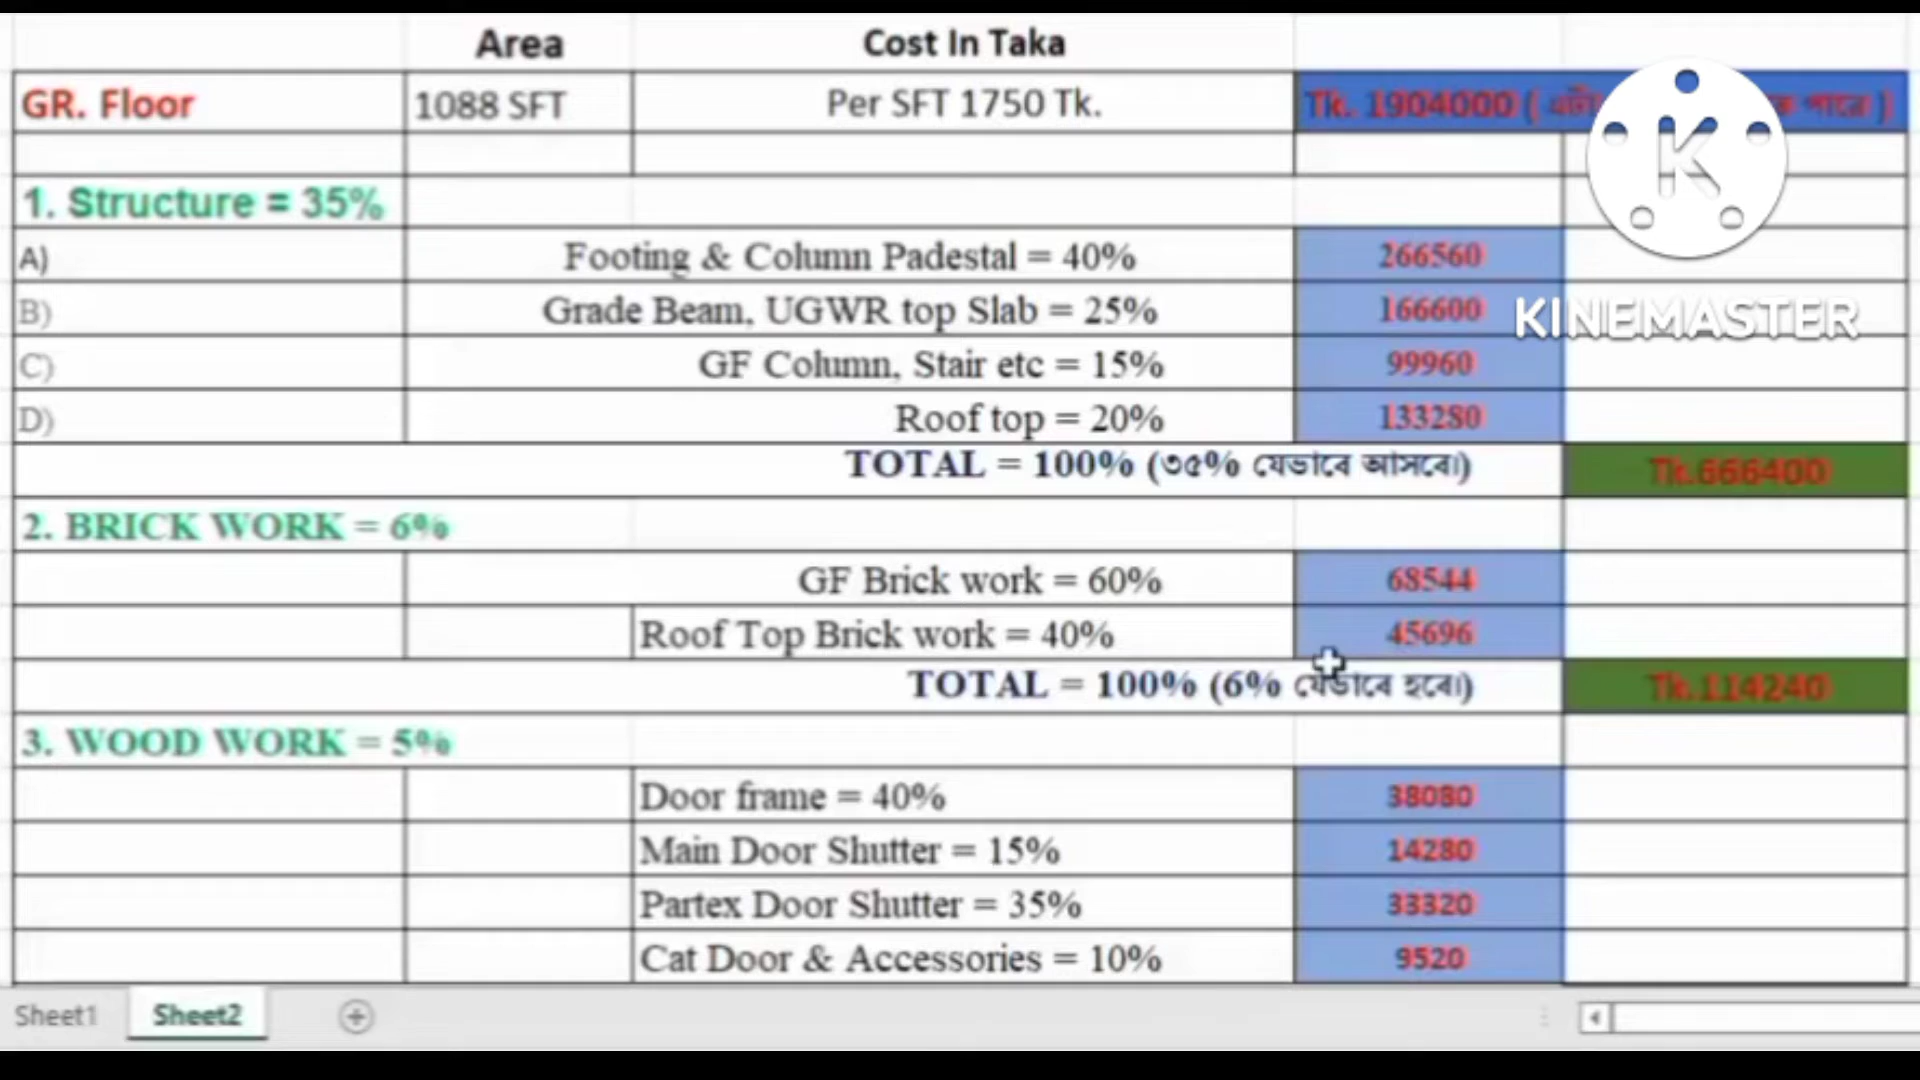 Area Cost In Taka
GR. Floor 1088 SFT Per SFT 1750 Tk. Tk. 1904000 ( এটা পারে )
1. Structure = 35%
A) Footing & Column Padestal = 40% 266560
B) Grade Beam, UGWR top Slab = 25% 166600
C) GF Column, Stair etc = 15% 99960
D) Roof top = 20% 133280
TOTAL = 100% (৩৫% যেভাবে আসবে।) Tk.666400
2. BRICK WORK = 6%
GF Brick work = 60% 68544
Roof Top Brick work = 40% 45696
TOTAL = 100% (6% যেভাবে হবে।) Tk.114240
3. WOOD WORK = 5%
Door frame = 40% 38080
Main Door Shutter = 15% 14280
Partex Door Shutter = 35% 33320
Cat Door & Accessories = 10% 9520
Sheet1 Sheet2
K
KINEMASTER